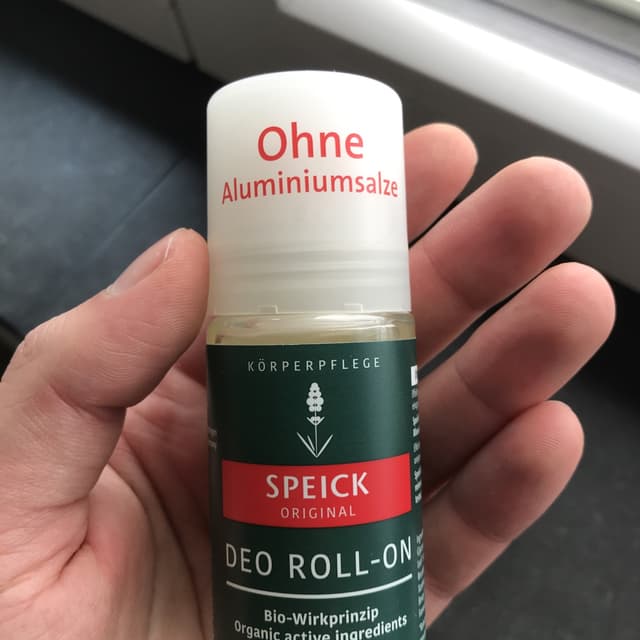 Ohne
Aluminiumsalze
KÖRPERPFLEGE
SPEICK
ORIGINAL
DEO ROLL-ON
Bio-Wirkprinzip
Organic active ingredients